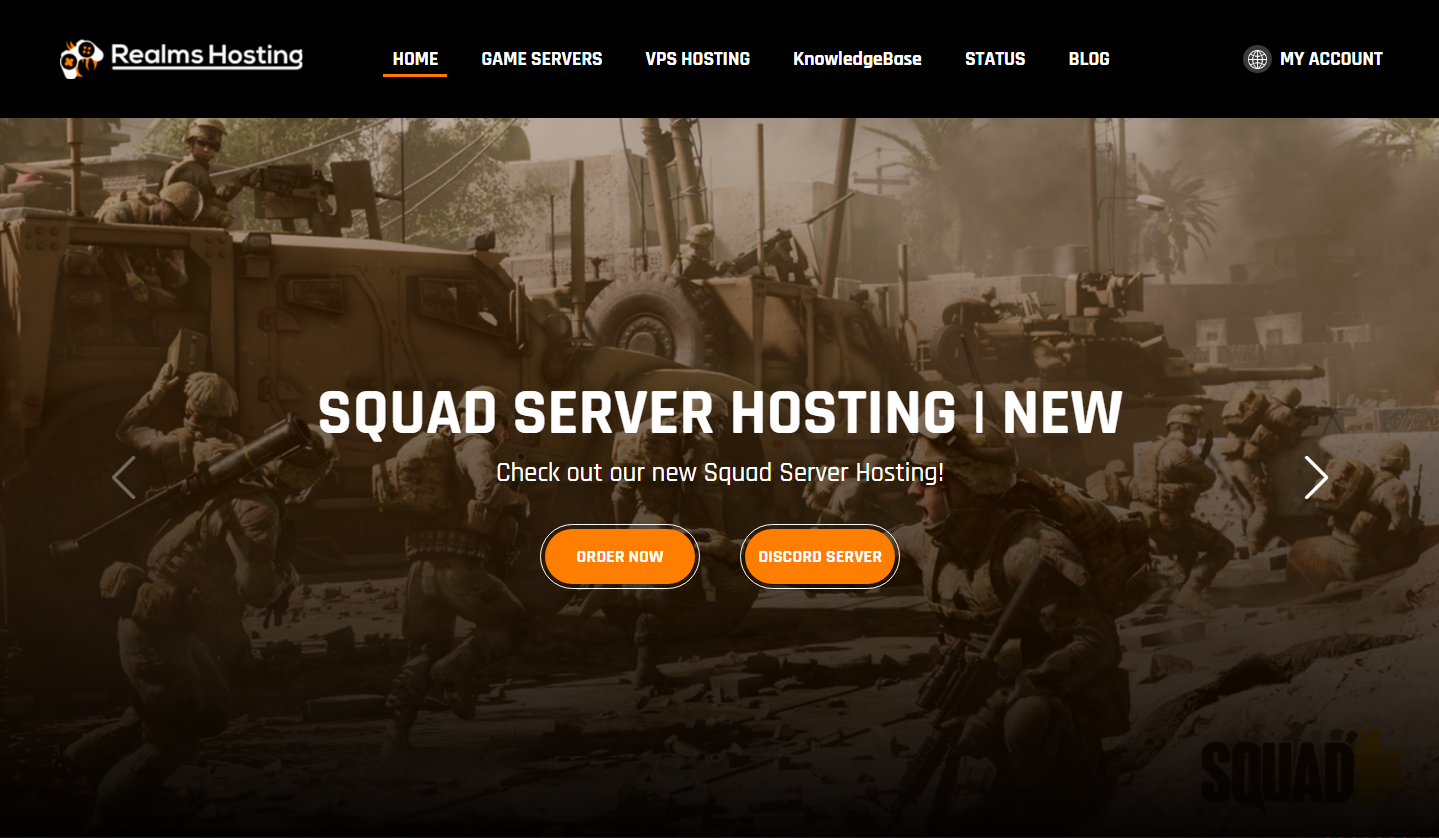 Realms Hosting
HOME
GAME SERVERS
VPS HOSTING
KnowledgeBase
STATUS
BLOG
MY ACCOUNT
SQUAD SERVER HOSTING | NEW
Check out our new Squad Server Hosting!
ORDER NOW
DISCORD SERVER
SQUAD